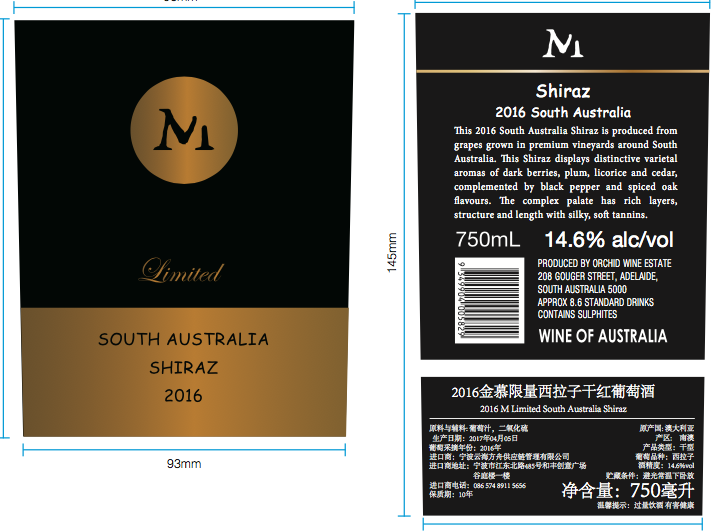 M
Limited
SOUTH AUSTRALIA
SHIRAZ
2016
93mm
145mm
M
Shiraz
2016 South Australia
This 2016 South Australia Shiraz is produced from
grapes grown in premium vineyards around South
Australia. This Shiraz displays distinctive varietal
aromas of dark berries, plum, licorice and cedar,
complemented by black pepper and spiced oak
flavours. The complex palate has rich layers,
structure and length with silky, soft tannins.
750mL 14.6% alc/vol
9 549904 005829
PRODUCED BY ORCHID WINE ESTATE
208 GOUGER STREET, ADELAIDE,
SOUTH AUSTRALIA 5000
APPROX 8.6 STANDARD DRINKS
CONTAINS SULPHITES
WINE OF AUSTRALIA
2016金慕限量西拉子干红葡萄酒
2016 M Limited South Australia Shiraz
原料与辅料: 葡萄汁, 二氧化硫
生产日期: 2017年04月05日
葡萄采摘年份: 2016年
进口商: 宁波云海方舟供应链管理有限公司
进口商地址: 宁波市江东北路485号和丰创意广场
谷庭楼一楼
进口商电话: 086 574 8911 5656
保质期: 10年
原产国: 澳大利亚
产区: 南澳
产品类型: 干型
葡萄品种: 西拉子
酒精度: 14.6%vol
贮藏条件: 避光常温下卧放
净含量: 750毫升
温馨提示: 过量饮酒 有害健康